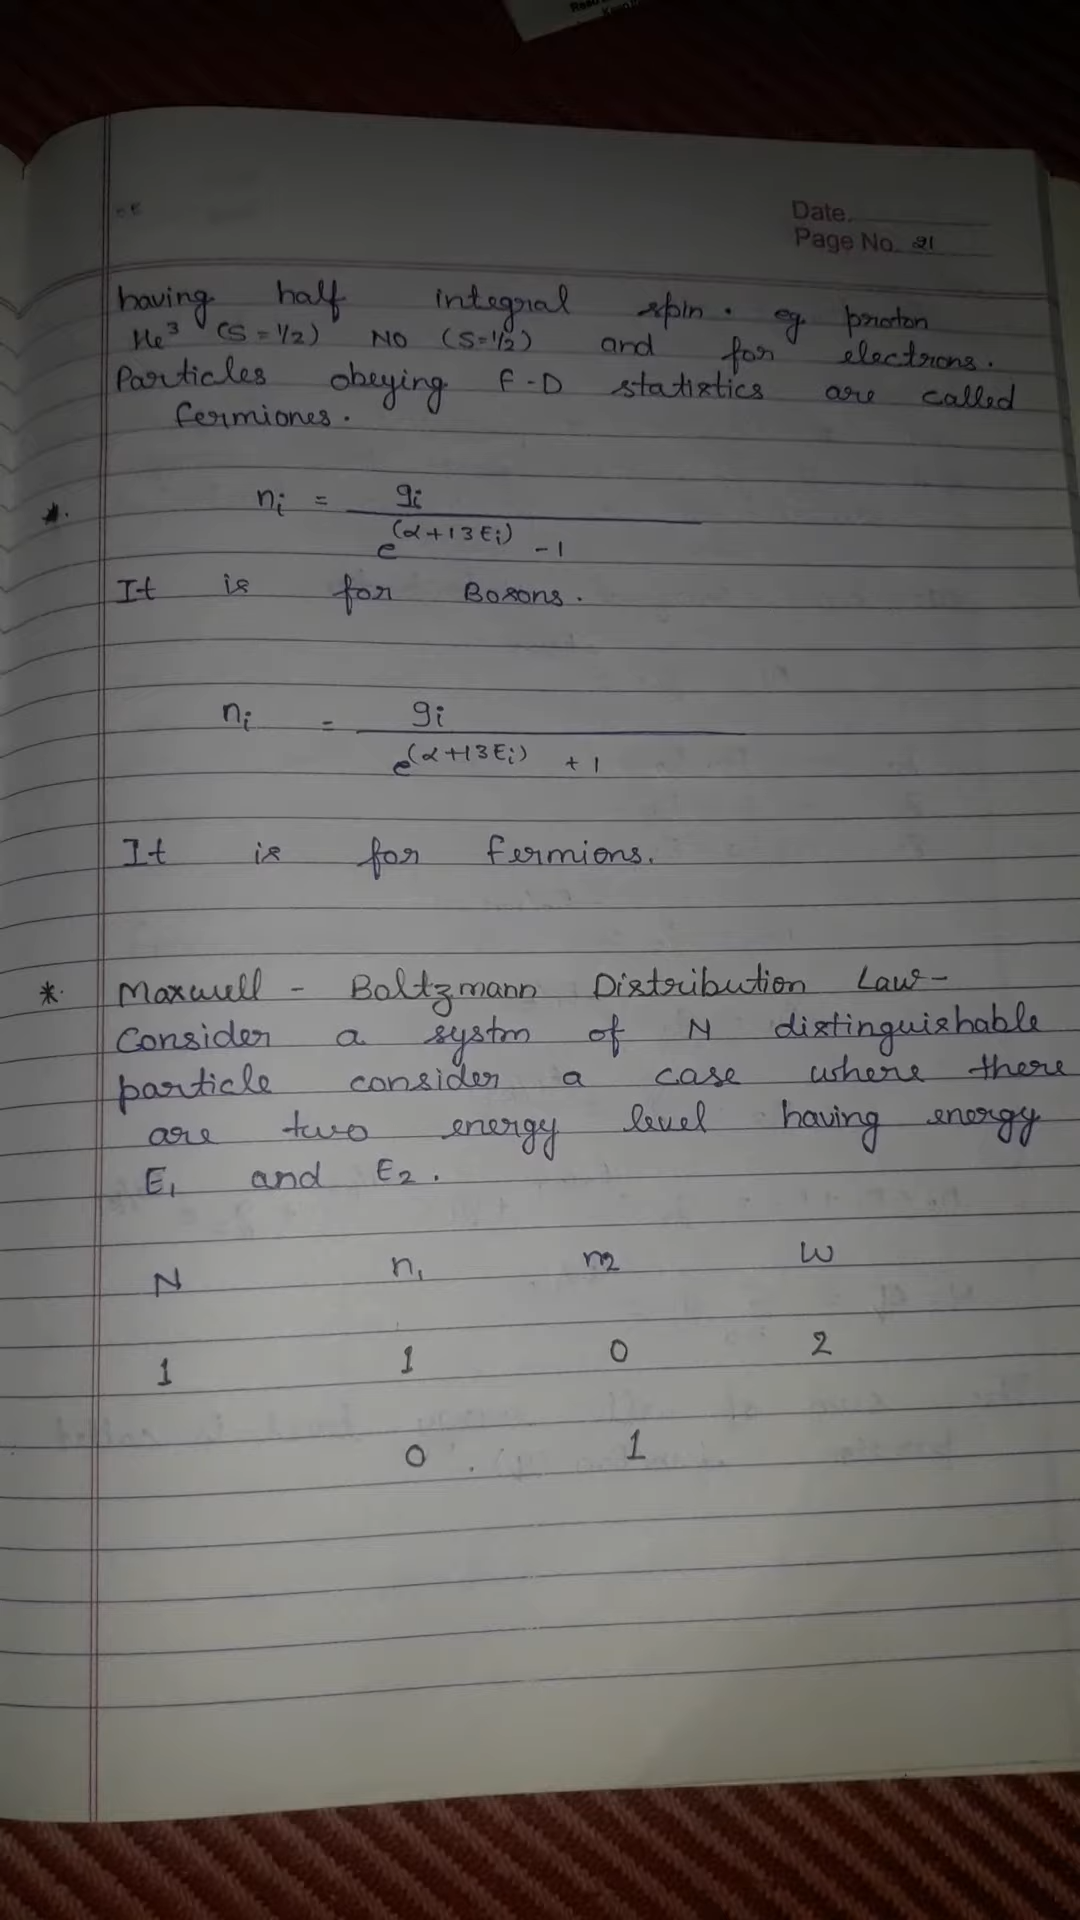 Date.
Page No. 21
having half integral spin. eg proton
He³ (S = 1/2) NO (S=1/2) and for electrons.
Particles obeying F-D statistics are called
fermiones.
*. nᵢ = gᵢ
e^(α+βEᵢ) - 1
It is for Bosons.
nᵢ = gᵢ
e^(α+βEᵢ) + 1
It is for fermions.
*. Maxwell - Boltzmann Distribution Law-
Consider a systm of N distinguishable
particle consider a case where there
are two energy level having energy
E₁ and E₂.
N n₁ n₂ W
1 1 0 2
0 . 1